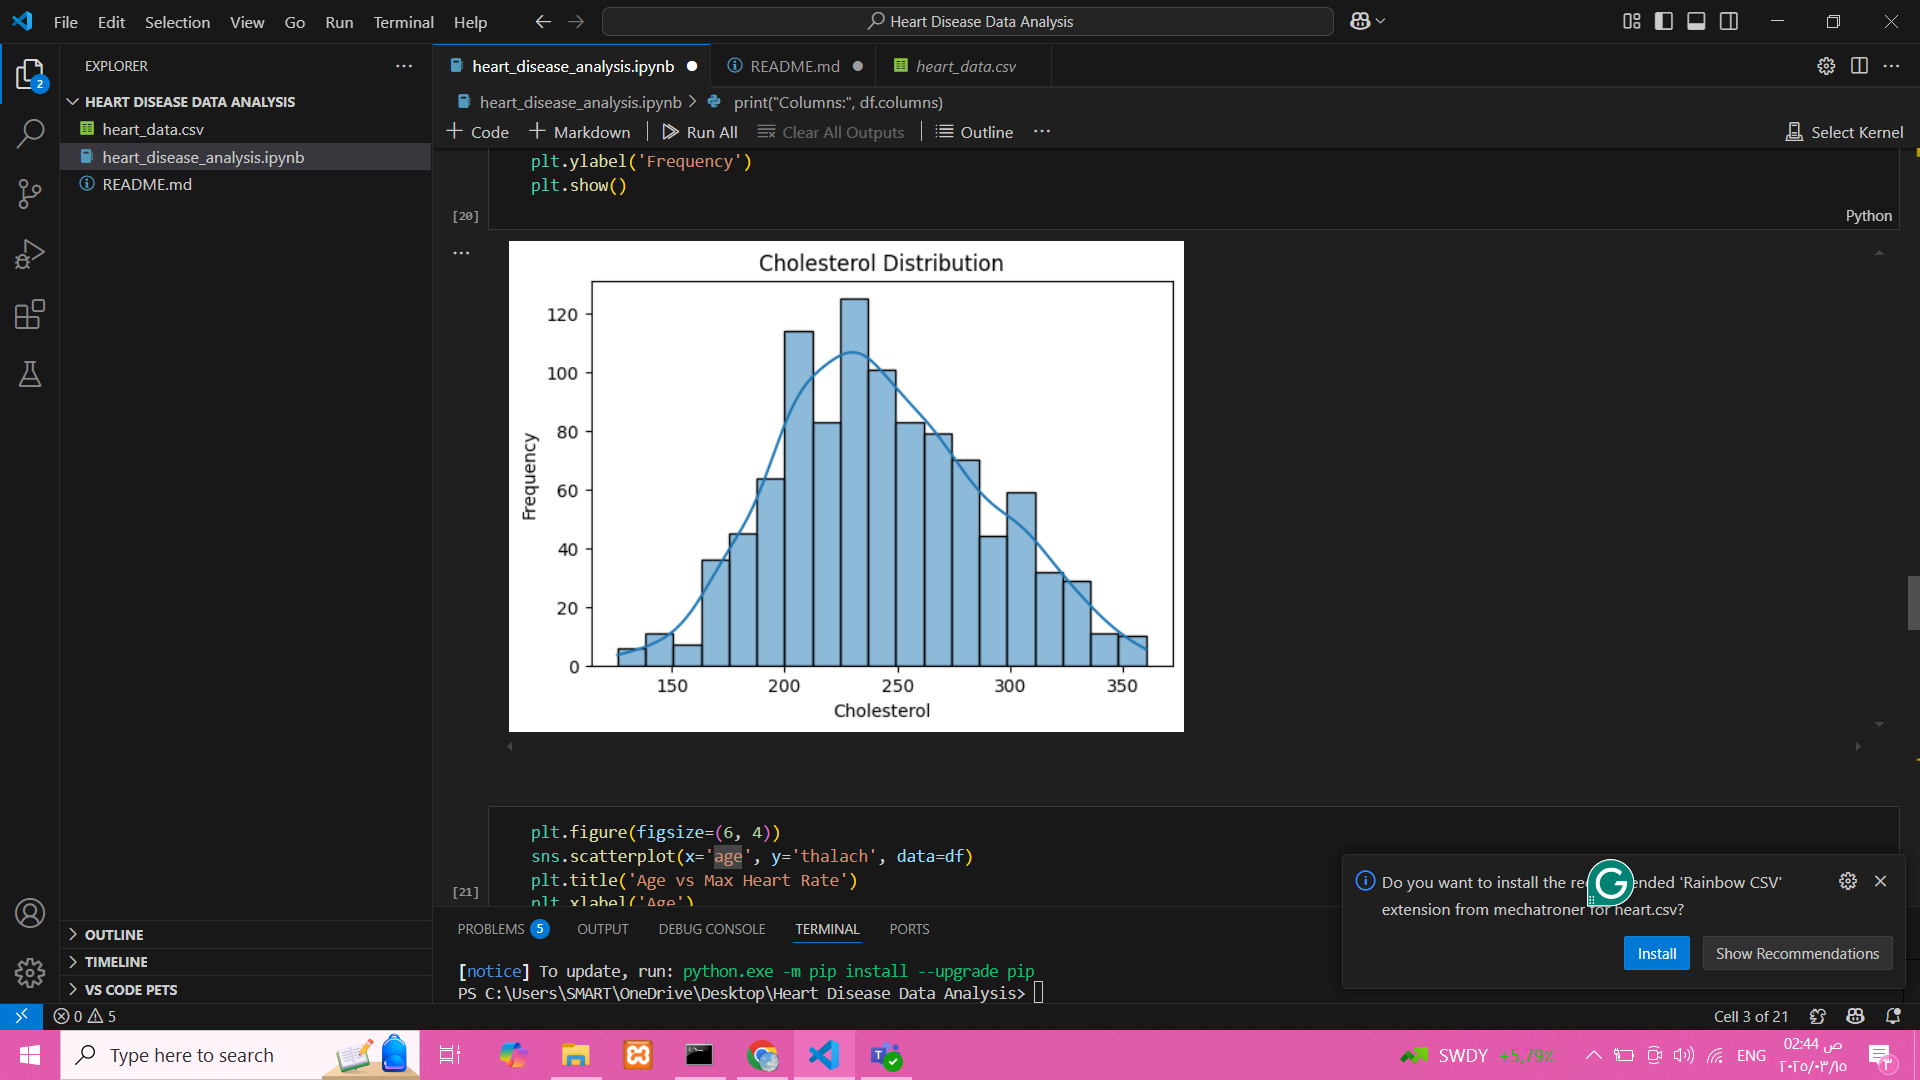 File Edit Selection View Go Run Terminal Help
Heart Disease Data Analysis
EXPLORER
HEART DISEASE DATA ANALYSIS
heart_data.csv
heart_disease_analysis.ipynb
README.md
OUTLINE
TIMELINE
VS CODE PETS
2
heart_disease_analysis.ipynb
README.md
heart_data.csv
heart_disease_analysis.ipynb > print("Columns:", df.columns)
+ Code + Markdown Run All Clear All Outputs Outline ...
Select Kernel
plt.ylabel('Frequency')
plt.show()
[20]
Python
Cholesterol Distribution
120
100
80
60
40
20
0
Frequency
150 200 250 300 350
Cholesterol
plt.figure(figsize=(6, 4))
sns.scatterplot(x='age', y='thalach', data=df)
plt.title('Age vs Max Heart Rate')
plt.xlabel('Age')
[21]
PROBLEMS 5 OUTPUT DEBUG CONSOLE TERMINAL PORTS
[notice] To update, run: python.exe -m pip install --upgrade pip
PS C:\Users\SMART\OneDrive\Desktop\Heart Disease Data Analysis>
Do you want to install the ended 'Rainbow CSV'
extension from mechatroner for heart.csv?
Install
Show Recommendations
0 5
Cell 3 of 21
Type here to search
SWDY +5,79%
ENG
02:44 ص
٢٠٢٥/٠٣/١٥
٣